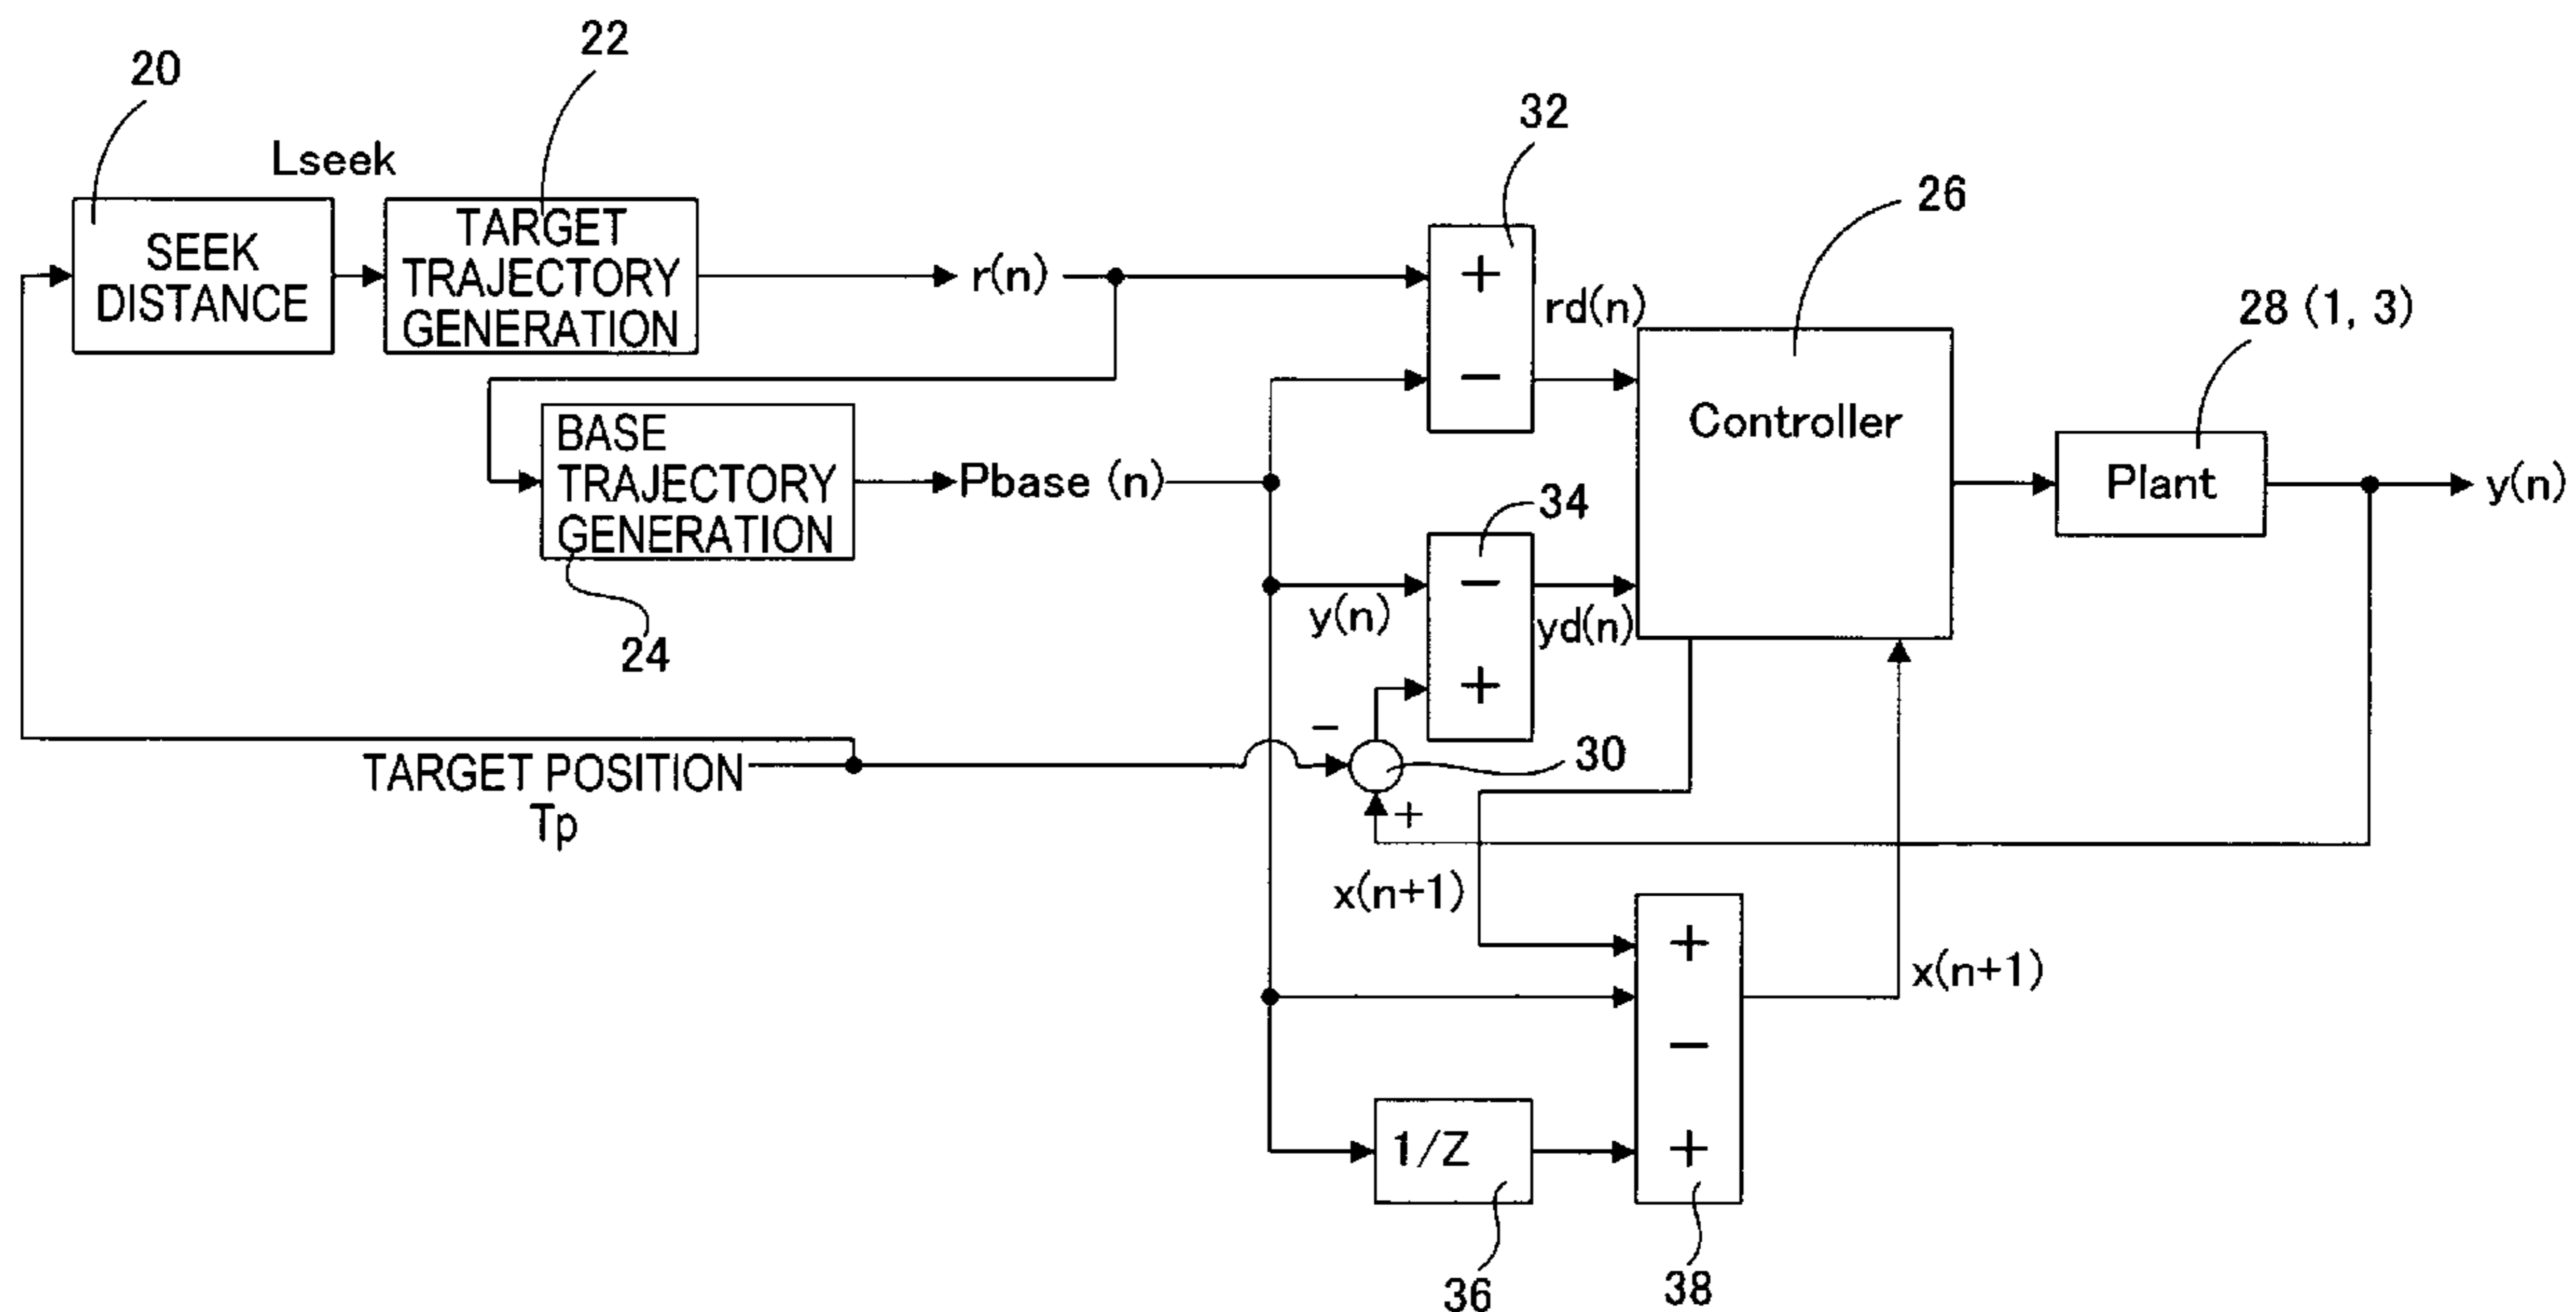 22
20
32
Lseek
26
SEEK
DISTANCE
TARGET
TRAJECTORY
GENERATION
r(n)
+
−
rd(n)
28 (1, 3)
Controller
BASE
TRAJECTORY
GENERATION
Pbase (n)
Plant
y(n)
34
−
y(n)
yd(n)
+
24
−
30
TARGET POSITION
Tp
+
x(n+1)
+
−
+
x(n+1)
1/Z
36
38